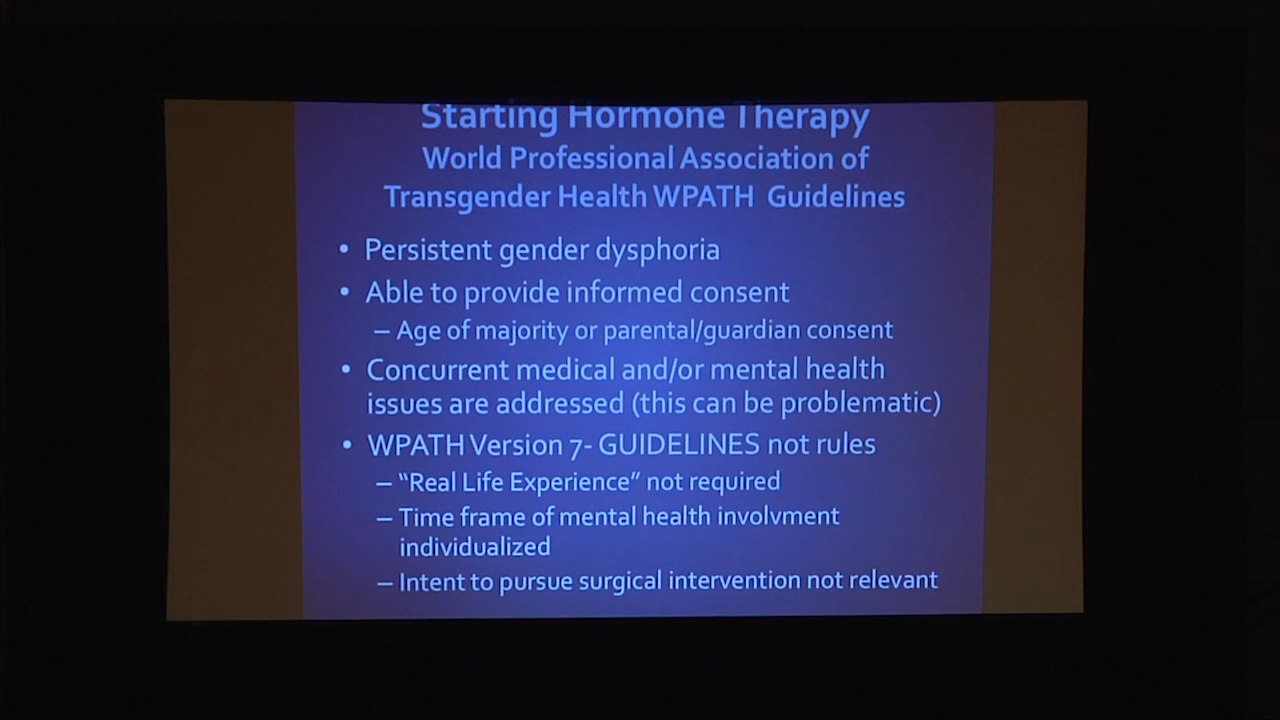 Starting Hormone Therapy
World Professional Association of
Transgender Health WPATH Guidelines
• Persistent gender dysphoria
• Able to provide informed consent
– Age of majority or parental/guardian consent
• Concurrent medical and/or mental health
issues are addressed (this can be problematic)
• WPATH Version 7- GUIDELINES not rules
– “Real Life Experience” not required
– Time frame of mental health involvment
individualized
– Intent to pursue surgical intervention not relevant